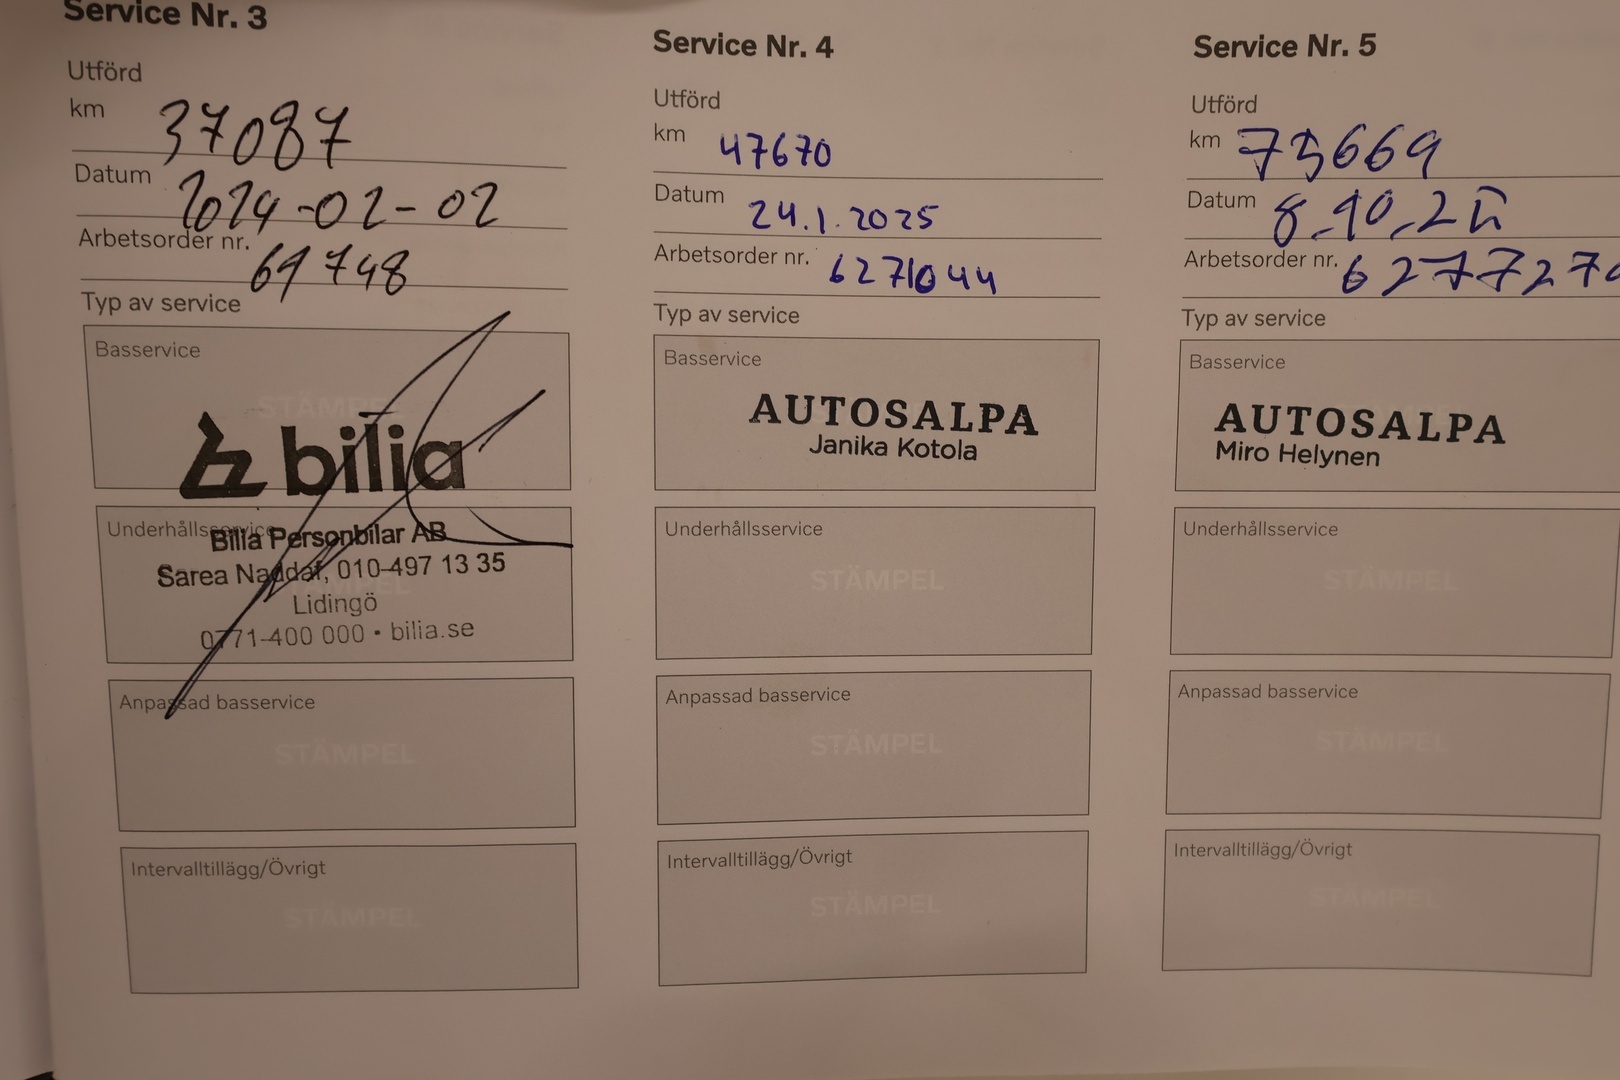 Service Nr. 3
Utförd
km 37087
Datum 2024-02-02
Arbetsorder nr. 69748
Typ av service
Basservice
STÄMPEL
bilia
Underhållsservice
Bilia Personbilar AB
Sarea Naddaf, 010-497 13 35
Lidingö
0771-400 000 • bilia.se
Anpassad basservice
STÄMPEL
Intervalltillägg/Övrigt
STÄMPEL
Service Nr. 4
Utförd
km 47670
Datum 24.1.2025
Arbetsorder nr. 6271044
Typ av service
Basservice
AUTOSALPA
Janika Kotola
Underhållsservice
STÄMPEL
Anpassad basservice
STÄMPEL
Intervalltillägg/Övrigt
STÄMPEL
Service Nr. 5
Utförd
km 75669
Datum
Arbetsorder nr.
Typ av service
Basservice
AUTOSALPA
Miro Helynen
Underhållsservice
STÄMPEL
Anpassad basservice
STÄMPEL
Intervalltillägg/Övrigt
STÄMPEL